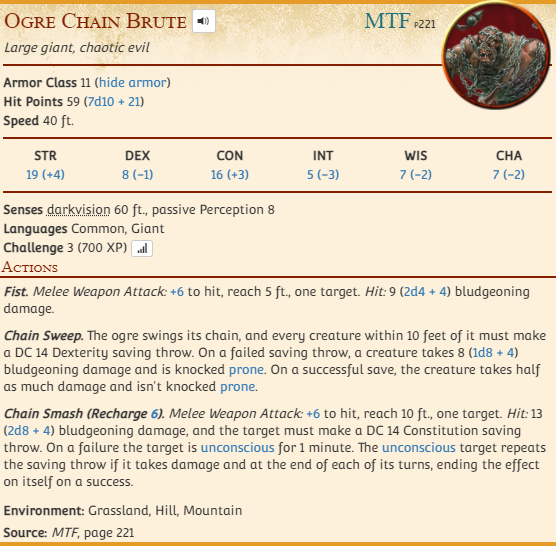 Ogre Chain Brute MTF p221
Large giant, chaotic evil
Armor Class 11 (hide armor)
Hit Points 59 (7d10 + 21)
Speed 40 ft.
STR DEX CON INT WIS CHA
19 (+4) 8 (−1) 16 (+3) 5 (−3) 7 (−2) 7 (−2)
Senses darkvision 60 ft., passive Perception 8
Languages Common, Giant
Challenge 3 (700 XP)
Actions
Fist. Melee Weapon Attack: +6 to hit, reach 5 ft., one target. Hit: 9 (2d4 + 4) bludgeoning
damage.
Chain Sweep. The ogre swings its chain, and every creature within 10 feet of it must make
a DC 14 Dexterity saving throw. On a failed saving throw, a creature takes 8 (1d8 + 4)
bludgeoning damage and is knocked prone. On a successful save, the creature takes half
as much damage and isn't knocked prone.
Chain Smash (Recharge 6). Melee Weapon Attack: +6 to hit, reach 10 ft., one target. Hit: 13
(2d8 + 4) bludgeoning damage, and the target must make a DC 14 Constitution saving
throw. On a failure the target is unconscious for 1 minute. The unconscious target repeats
the saving throw if it takes damage and at the end of each of its turns, ending the effect
on itself on a success.
Environment: Grassland, Hill, Mountain
Source: MTF, page 221